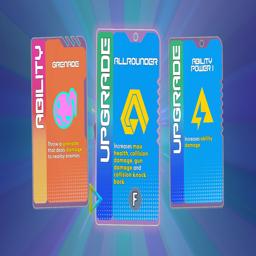 ABILITY
GRENADE
Throw a grenade
that deals damage
to nearby enemies.
UPGRADE
ALLROUNDER
Increases max
health, collision
damage, gun
damage and
collision knock
back.
F
UPGRADE
ABILITY
POWER I
Increases ability
damage.